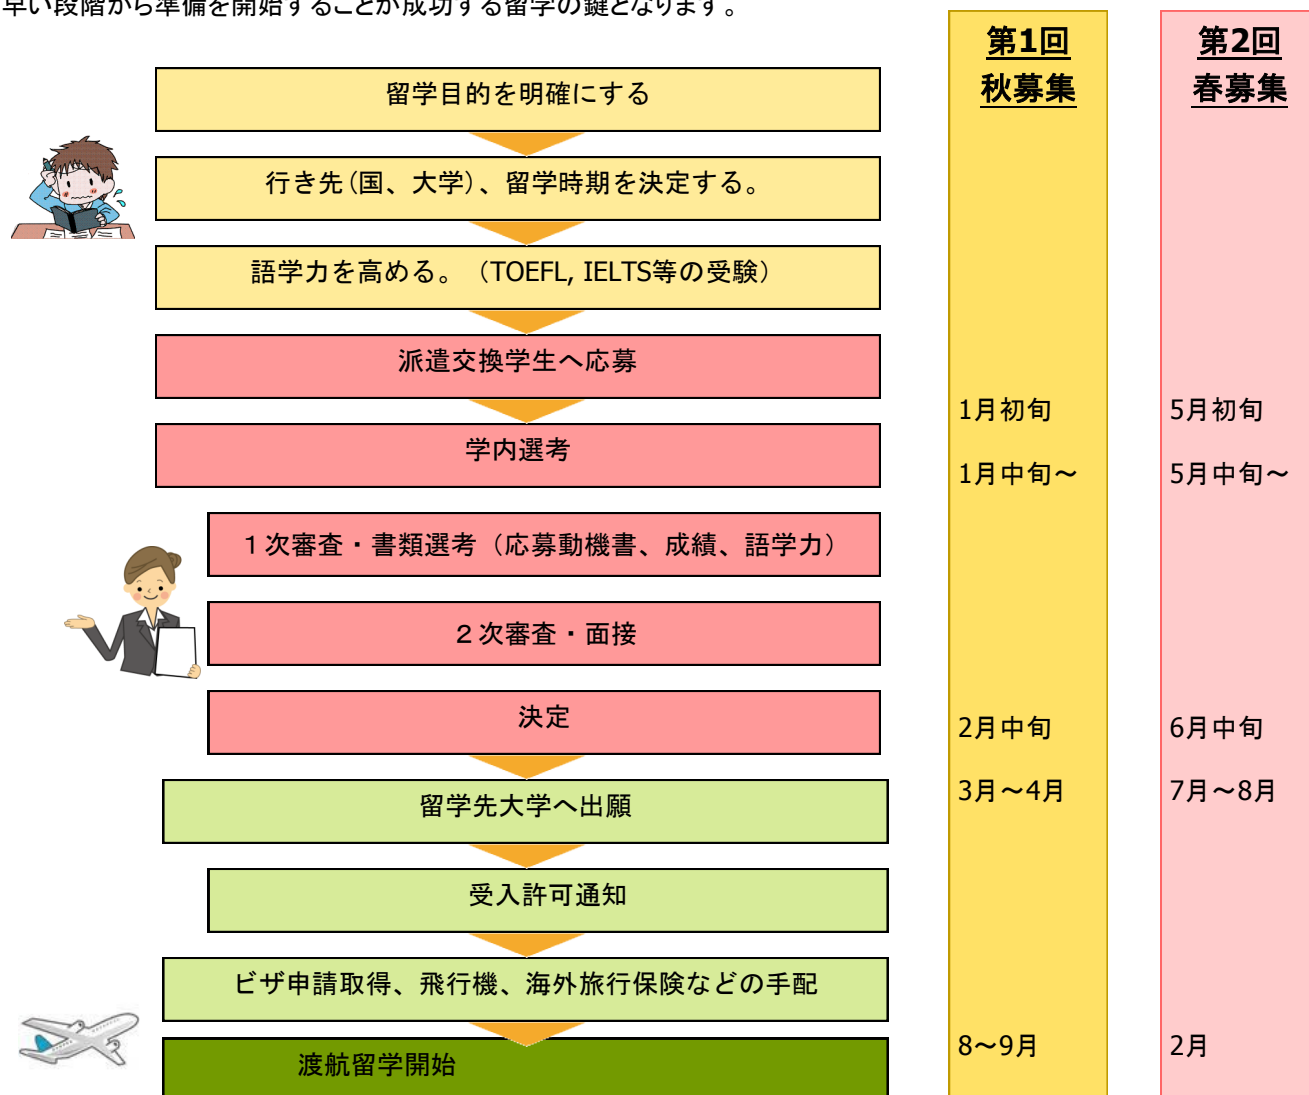 早い段階から準備を開始することが成功する留学の鍵となります。
留学目的を明確にする
行き先(国、大学)、留学時期を決定する。
語学力を高める。（TOEFL, IELTS等の受験）
派遣交換学生へ応募
学内選考
１次審査・書類選考（応募動機書、成績、語学力）
２次審査・面接
決定
留学先大学へ出願
受入許可通知
ビザ申請取得、飛行機、海外旅行保険などの手配
渡航留学開始
第1回
秋募集
1月初旬
1月中旬～
2月中旬
3月～4月
8～9月
第2回
春募集
5月初旬
5月中旬～
6月中旬
7月～8月
2月